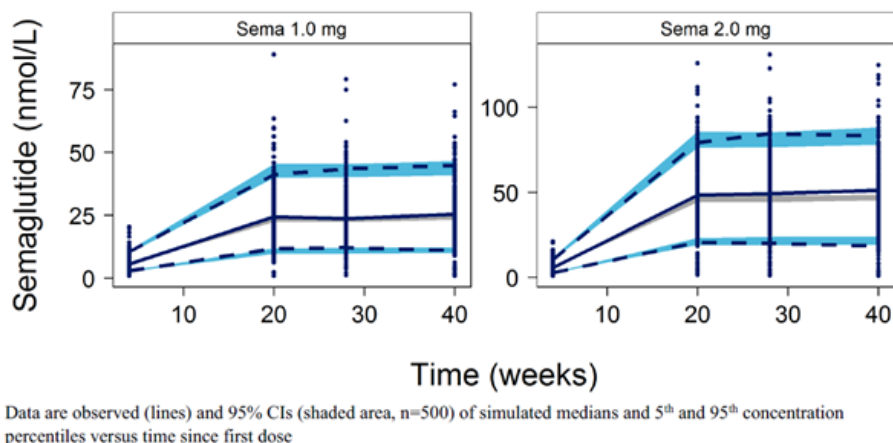 Sema 1.0 mg
Sema 2.0 mg
Semaglutide (nmol/L)
75
50
25
0
100
50
0
10 20 30 40
10 20 30 40
Time (weeks)
Data are observed (lines) and 95% CIs (shaded area, n=500) of simulated medians and 5th and 95th concentration
percentiles versus time since first dose